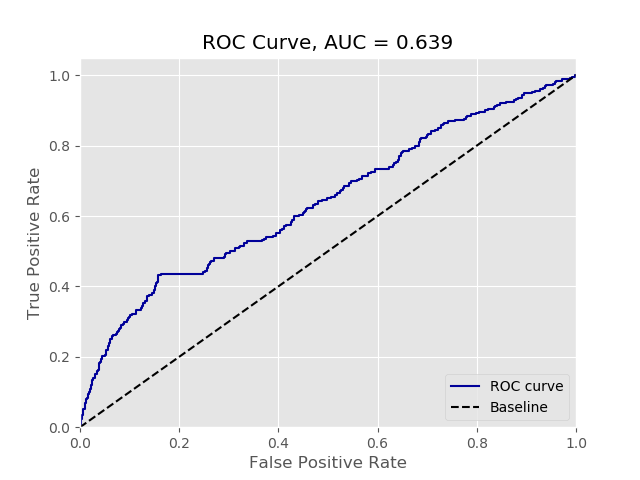 ROC Curve, AUC = 0.639
True Positive Rate
1.0
0.8
0.6
0.4
0.2
0.0
0.0 0.2 0.4 0.6 0.8 1.0
False Positive Rate
ROC curve
Baseline